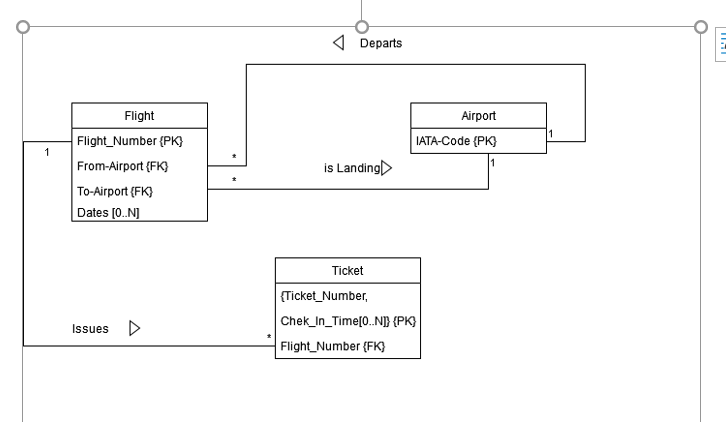 Departs
Flight
Flight_Number {PK}
From-Airport {FK}
To-Airport {FK}
Dates [0..N]
Airport
IATA-Code {PK}
1
1
*
*
1
is Landing
Ticket
{Ticket_Number,
Chek_In_Time[0..N]} {PK}
Flight_Number {FK}
Issues
*